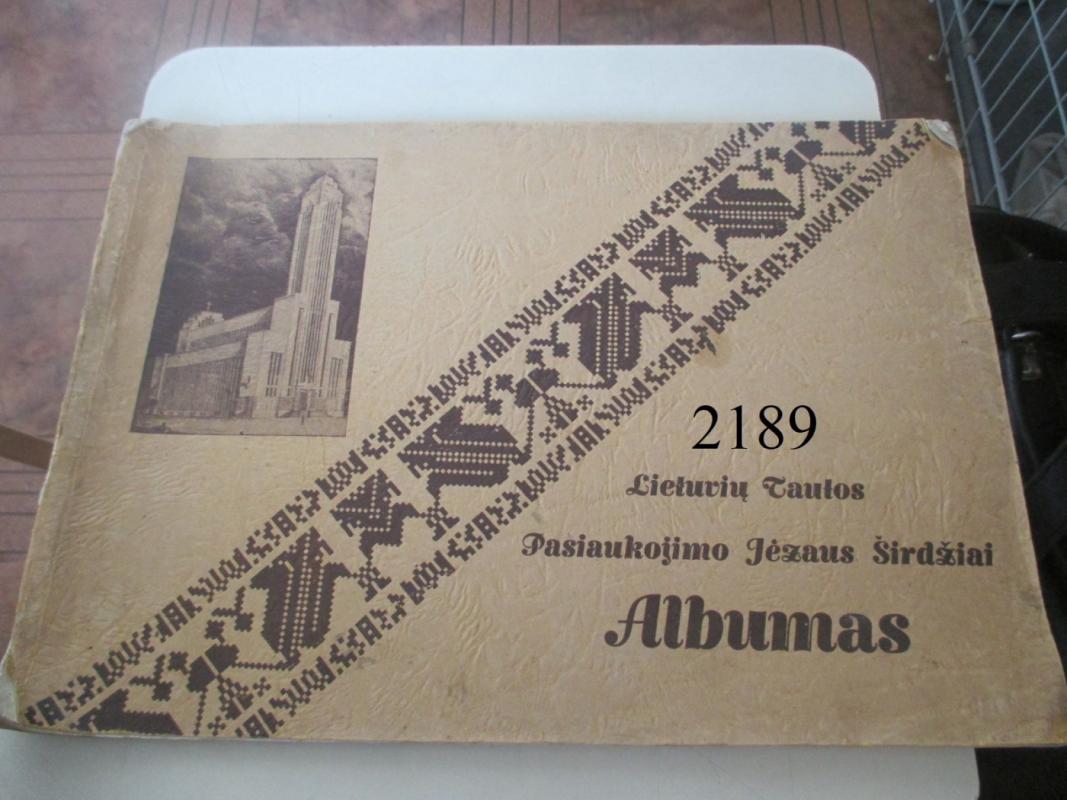 2189
Lietuvių Tautos
Pasiaukojimo Jėzaus Širdžiai
Albumas